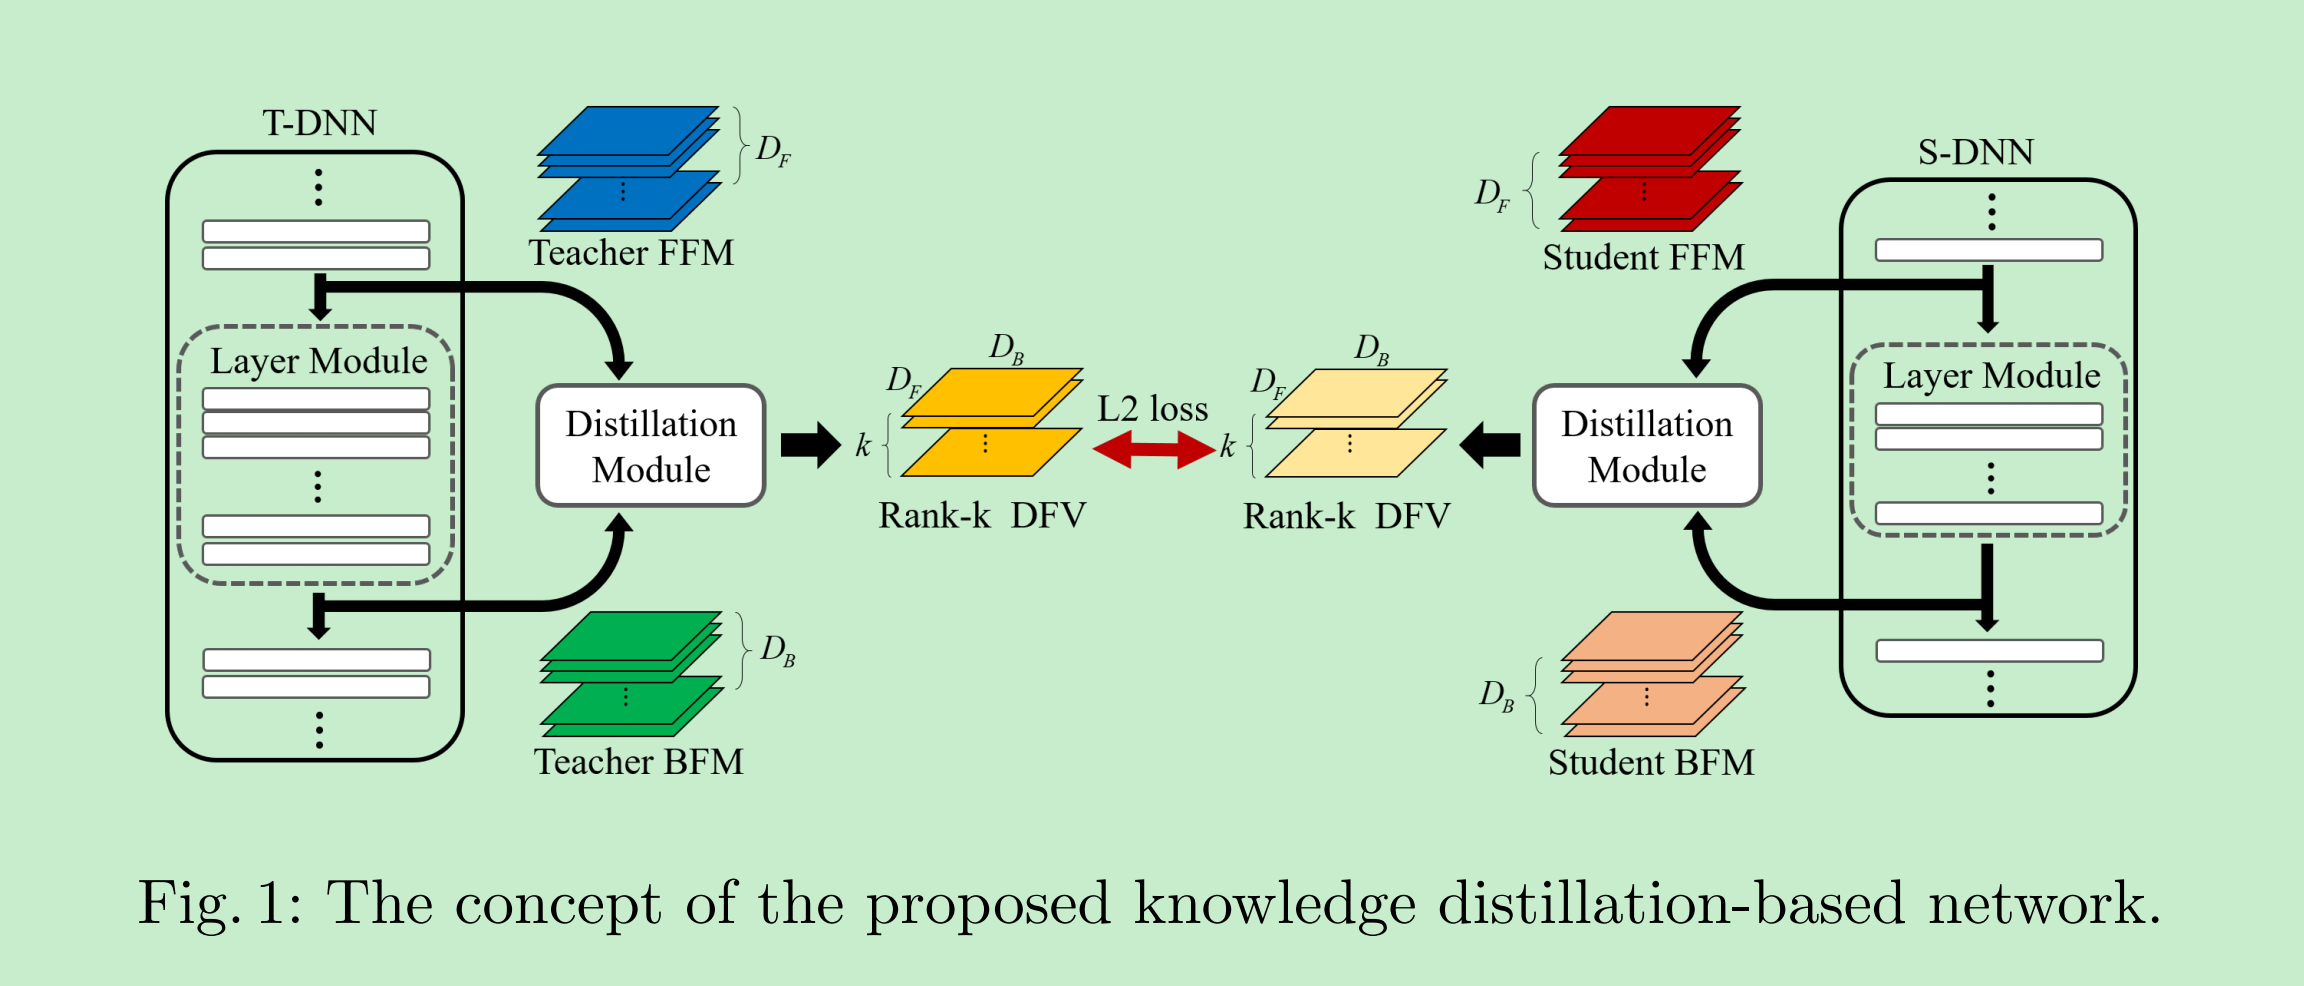 T-DNN
Layer Module
D_F
Teacher FFM
Distillation
Module
D_B
Teacher BFM
D_B
D_F
k
Rank-k DFV
L2 loss
D_B
D_F
k
Rank-k DFV
D_F
Student FFM
Distillation
Module
D_B
Student BFM
S-DNN
Layer Module
Fig. 1: The concept of the proposed knowledge distillation-based network.